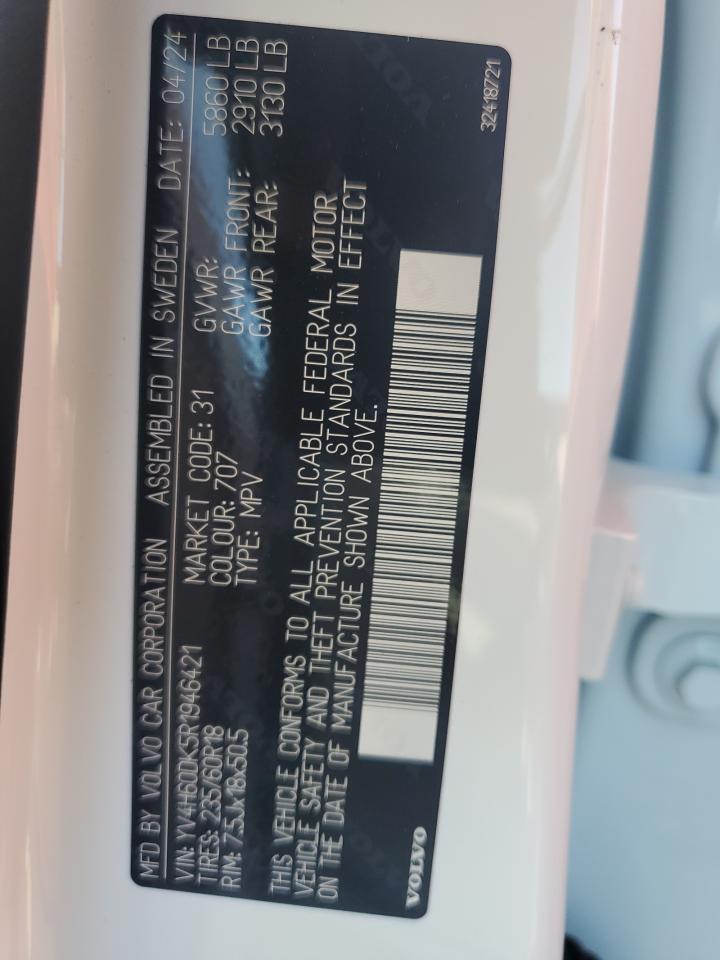 MFD BY VOLVO CAR CORPORATION ASSEMBLED IN SWEDEN DATE: 04/24
VIN: YV4H60DK5R1946421 MARKET CODE: 31 GVWR: 5860 LB
TIRES: 235/60R18 COLOUR: 707 GAWR FRONT: 2910 LB
RIM: 7.5Jx18x50.5 TYPE: MPV GAWR REAR: 3130 LB
THIS VEHICLE CONFORMS TO ALL APPLICABLE FEDERAL MOTOR
VEHICLE SAFETY AND THEFT PREVENTION STANDARDS IN EFFECT
ON THE DATE OF MANUFACTURE SHOWN ABOVE.
VOLVO
32418721